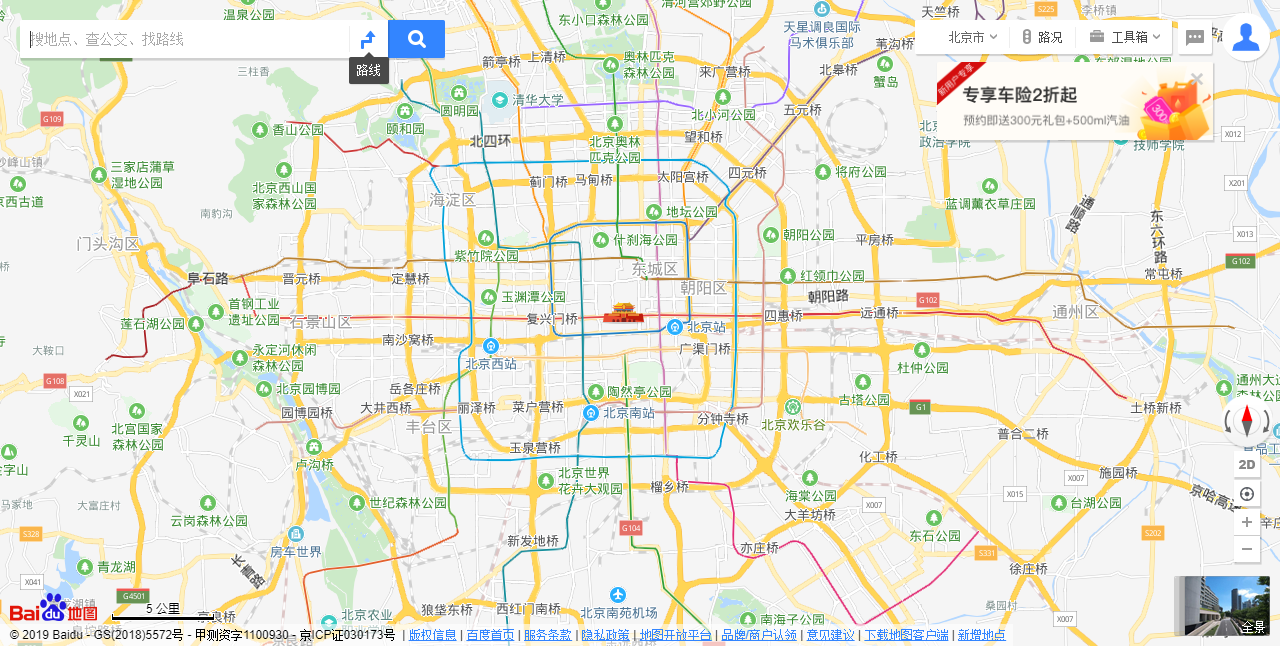 搜地点、查公交、找路线
路线
北京市
路况
工具箱
新用户专享
专享车险2折起
预约即送300元礼包+500ml汽油
300
温泉公园
东小口森林公园
清河营郊野公园
天竺桥
S225
李桥镇
天星调良国际
马术俱乐部
苇沟桥
箭亭桥
上清桥
奥林匹克
森林公园
来广营桥
北皋桥
蟹岛
三柱香
圆明园
清华大学
北小河公园
五元桥
G109
香山公园
颐和园
北四环
北京奥林
匹克公园
望和桥
政治学院
技师学院
X012
三家店蒲草
湿地公园
北京西山国
家森林公园
蓟门桥
马甸桥
太阳宫桥
四元桥
将府公园
X201
海淀区
蓝调薰衣草庄园
南豹沟
地坛公园
通顺路
东六环路
门头沟区
紫竹院公园
什刹海公园
朝阳公园
平房桥
X013
东城区
G102
阜石路
晋元桥
定慧桥
朝阳区
红领巾公园
常屯桥
首钢工业
遗址公园
玉渊潭公园
朝阳路
G102
莲石湖公园
石景山区
复兴门桥
北京站
四惠桥
远通桥
通州区
大鞍口
永定河休闲
森林公园
南沙窝桥
北京西站
广渠门桥
杜仲公园
G108
X021
北京园博园
岳各庄桥
陶然亭公园
古塔公园
北宫国家
森林公园
园博园桥
大井西桥
丽泽桥
菜户营桥
北京南站
分钟寺桥
G1
土桥新桥
千灵山
丰台区
北京欢乐谷
普合二桥
卢沟桥
玉泉营桥
化工桥
2D
北京世界
花卉大观园
榴乡桥
X007
施园桥
大富庄村
云岗森林公园
世纪森林公园
海棠公园
大羊坊桥
X007
X015
台湖公园
京哈高速
S328
房车世界
新发地桥
G104
东石公园
S202
亦庄桥
S331
徐庄桥
青龙湖
长青路
X041
G4501
北京南苑机场
桑园村
5 公里
Bai du 地图
京良桥
北京农业
狼垡东桥
西红门南桥
南海子公园
X007
全景
© 2019 Baidu - GS(2018)5572号 - 甲测资字1100930 - 京ICP证030173号 | 版权信息 | 百度首页 | 服务条款 | 隐私政策 | 地图开放平台 | 品牌/商户认领 | 意见建议 | 下载地图客户端 | 新增地点